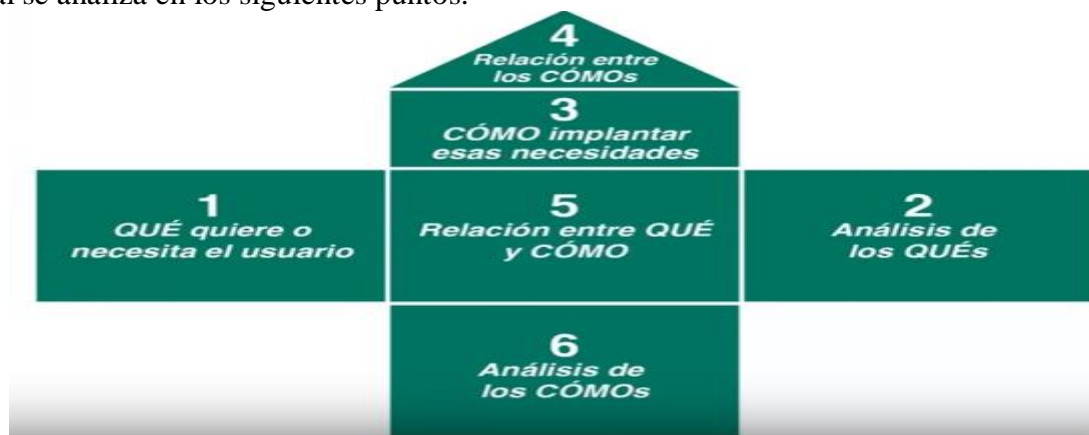 al se analiza en los siguientes puntos.
4
Relación entre
los CÓMOs
3
CÓMO implantar
esas necesidades
1
QUÉ quiere o
necesita el usuario
5
Relación entre QUÉ
y CÓMO
2
Análisis de
los QUÉs
6
Análisis de
los CÓMOs